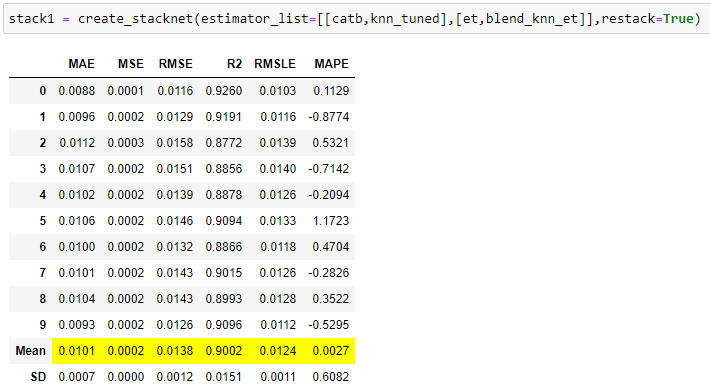 stack1 = create_stacknet(estimator_list=[[catb,knn_tuned],[et,blend_knn_et]],restack=True)
MAE MSE RMSE R2 RMSLE MAPE
0 0.0088 0.0001 0.0116 0.9260 0.0103 0.1129
1 0.0096 0.0002 0.0129 0.9191 0.0116 -0.8774
2 0.0112 0.0003 0.0158 0.8772 0.0139 0.5321
3 0.0107 0.0002 0.0151 0.8856 0.0140 -0.7142
4 0.0102 0.0002 0.0139 0.8878 0.0126 -0.2094
5 0.0106 0.0002 0.0146 0.9094 0.0133 1.1723
6 0.0100 0.0002 0.0132 0.8866 0.0118 0.4704
7 0.0101 0.0002 0.0143 0.9015 0.0126 -0.2826
8 0.0104 0.0002 0.0143 0.8993 0.0128 0.3522
9 0.0093 0.0002 0.0126 0.9096 0.0112 -0.5295
Mean 0.0101 0.0002 0.0138 0.9002 0.0124 0.0027
SD 0.0007 0.0000 0.0012 0.0151 0.0011 0.6082